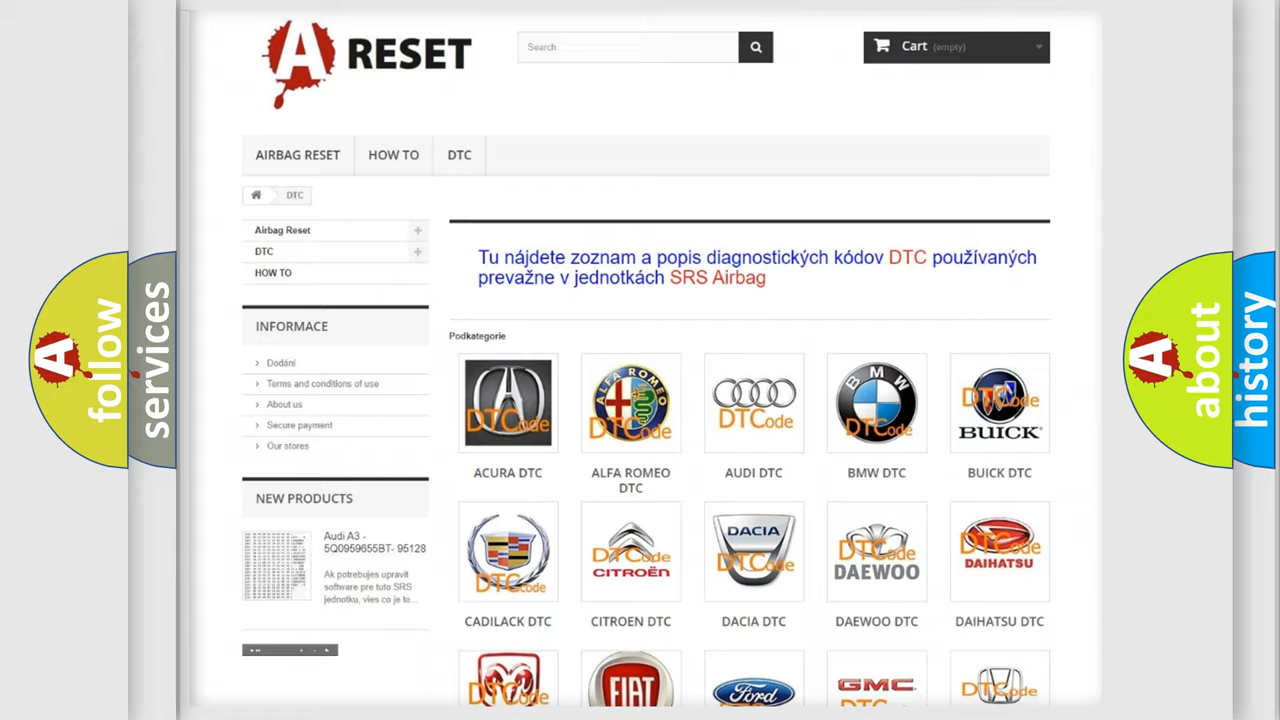 A RESET
Search
Cart (empty)
AIRBAG RESET
HOW TO
DTC
DTC
Airbag Reset
DTC
HOW TO
INFORMACE
Dodání
Terms and conditions of use
About us
Secure payment
Our stores
NEW PRODUCTS
Audi A3 -
5Q0959655BT- 95128
Ak potrebujes upravit
software pre tuto SRS
jednotku, vies co je to...
Tu nájdete zoznam a popis diagnostických kódov DTC používaných
prevažne v jednotkách SRS Airbag
Podkategorie
DTCode
ALFA ROMEO
DTCode
DTCode
BMW
DTCode
DTCode
BUICK
ACURA DTC
ALFA ROMEO
DTC
AUDI DTC
BMW DTC
BUICK DTC
DTCode
DTCode
CITROËN
DACIA
DTCode
DTCode
DAEWOO
DTCode
DAIHATSU
CADILACK DTC
CITROEN DTC
DACIA DTC
DAEWOO DTC
DAIHATSU DTC
DTCode
FIAT
Ford
GMC
DTCode
A follow
services
A about
history